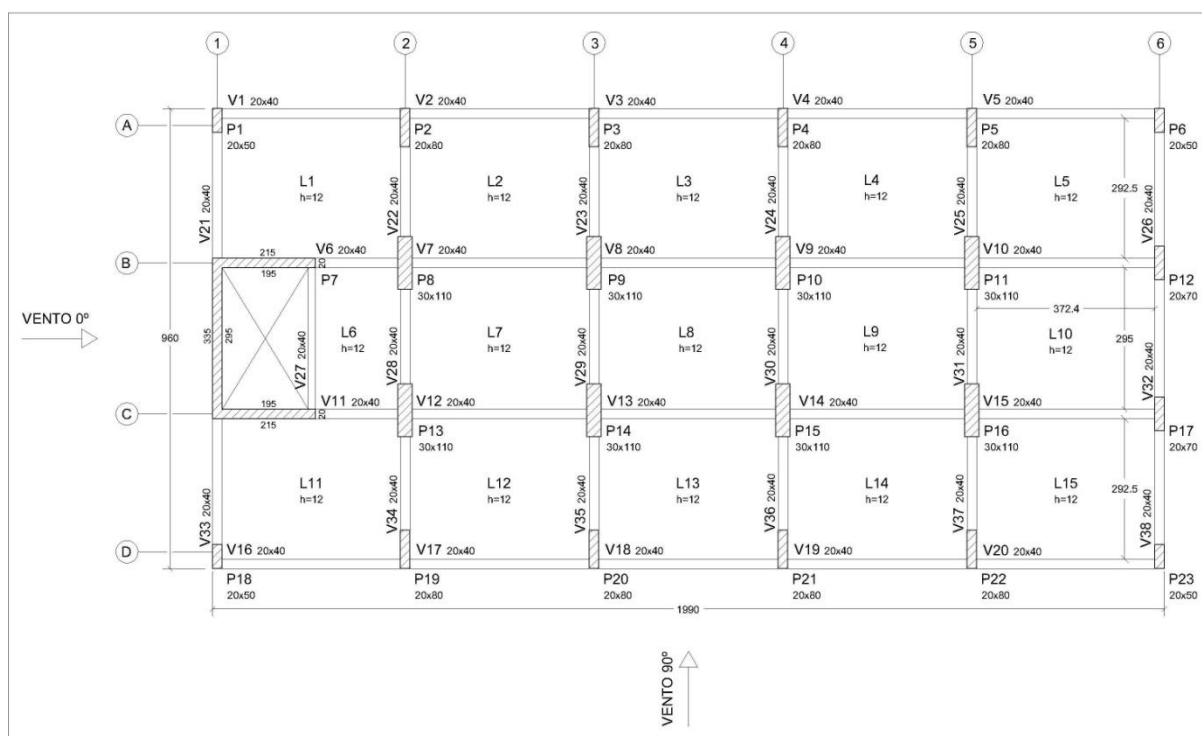 1 2 3 4 5 6
V1 20x40 V2 20x40 V3 20x40 V4 20x40 V5 20x40
A
P1 P2 P3 P4 P5 P6
20x50 20x80 20x80 20x80 20x80 20x50
L1 L2 L3 L4 L5
h=12 h=12 h=12 h=12 h=12
292.5
V21 20x40 V22 20x40 V23 20x40 V24 20x40 V25 20x40 V26 20x40
215 V6 20x40 V7 20x40 V8 20x40 V9 20x40 V10 20x40
B
195 20 P7 P8 P9 P10 P11 P12
30x110 30x110 30x110 30x110 20x70
372.4
VENTO 0º
960 335 295
V27 20x40 V28 20x40 V29 20x40 V30 20x40 V31 20x40 V32 20x40
L6 L7 L8 L9 L10
h=12 h=12 h=12 h=12 h=12
295
195 V11 20x40 V12 20x40 V13 20x40 V14 20x40 V15 20x40
C
215 20
P13 P14 P15 P16 P17
30x110 30x110 30x110 30x110 20x70
L11 L12 L13 L14 L15
h=12 h=12 h=12 h=12 h=12
292.5
V33 20x40 V34 20x40 V35 20x40 V36 20x40 V37 20x40 V38 20x40
D
V16 20x40 V17 20x40 V18 20x40 V19 20x40 V20 20x40
P18 P19 P20 P21 P22 P23
20x50 20x80 20x80 20x80 20x80 20x50
1990
VENTO 90º